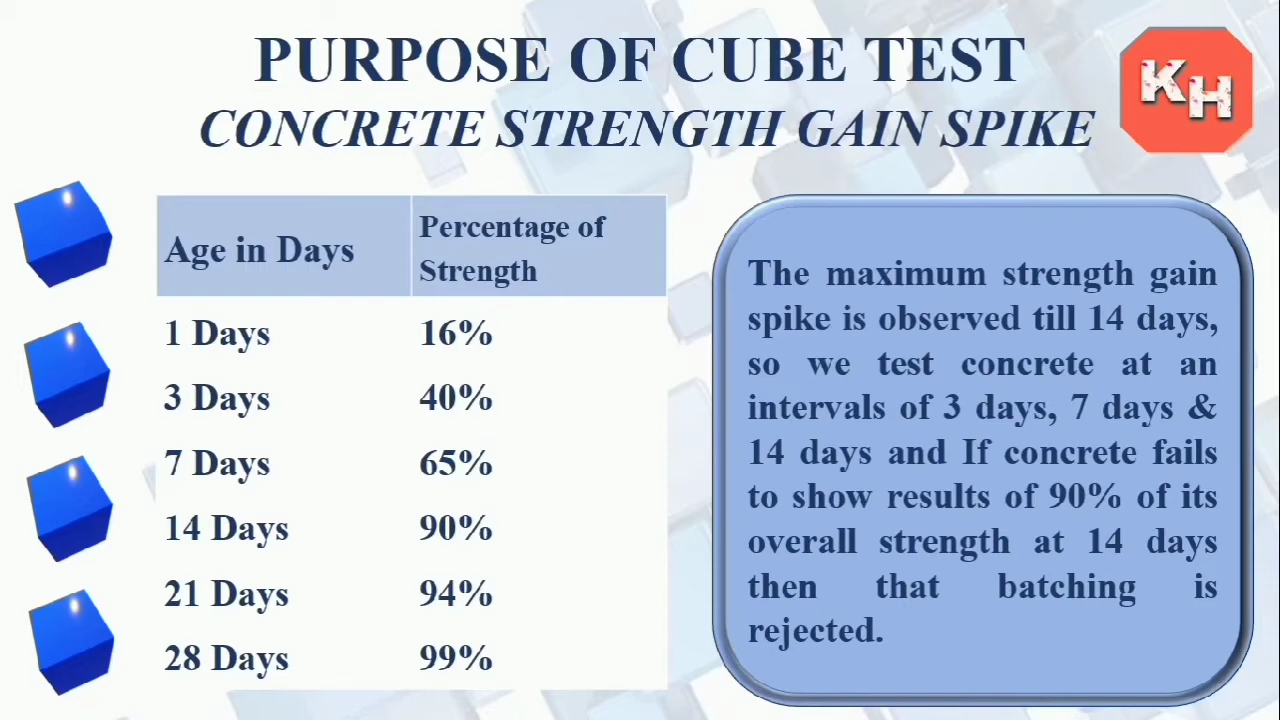 PURPOSE OF CUBE TEST
CONCRETE STRENGTH GAIN SPIKE
KH
Age in Days
Percentage of
Strength
1 Days 16%
3 Days 40%
7 Days 65%
14 Days 90%
21 Days 94%
28 Days 99%
The maximum strength gain
spike is observed till 14 days,
so we test concrete at an
intervals of 3 days, 7 days &
14 days and If concrete fails
to show results of 90% of its
overall strength at 14 days
then that batching is
rejected.